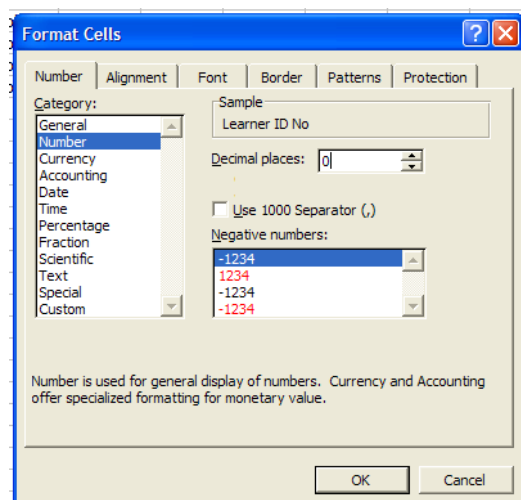 Format Cells
?
X
Number Alignment Font Border Patterns Protection
Category:
General
Number
Currency
Accounting
Date
Time
Percentage
Fraction
Scientific
Text
Special
Custom
Sample
Learner ID No
Decimal places: 0
Use 1000 Separator (,)
Negative numbers:
-1234
1234
-1234
-1234
Number is used for general display of numbers. Currency and Accounting
offer specialized formatting for monetary value.
OK Cancel